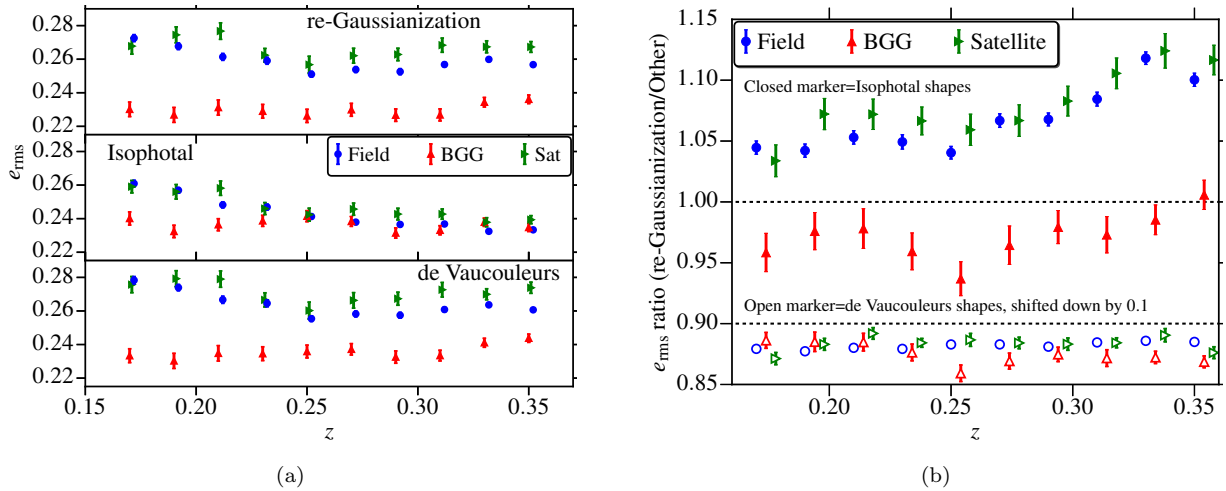 re-Gaussianization
0.28
0.26
0.24
0.22
Isophotal
Field
BGG
Sat
0.26
0.24
0.22
e_rms
de Vaucouleurs
0.28
0.26
0.24
0.22
0.15
0.20
0.25
0.30
0.35
z
(a)
Field
BGG
Satellite
Closed marker=Isophotal shapes
Open marker=de Vaucouleurs shapes, shifted down by 0.1
1.15
1.10
1.05
1.00
0.95
0.90
0.85
e_rms ratio (re-Gaussianization/Other)
0.20
0.25
0.30
0.35
z
(b)